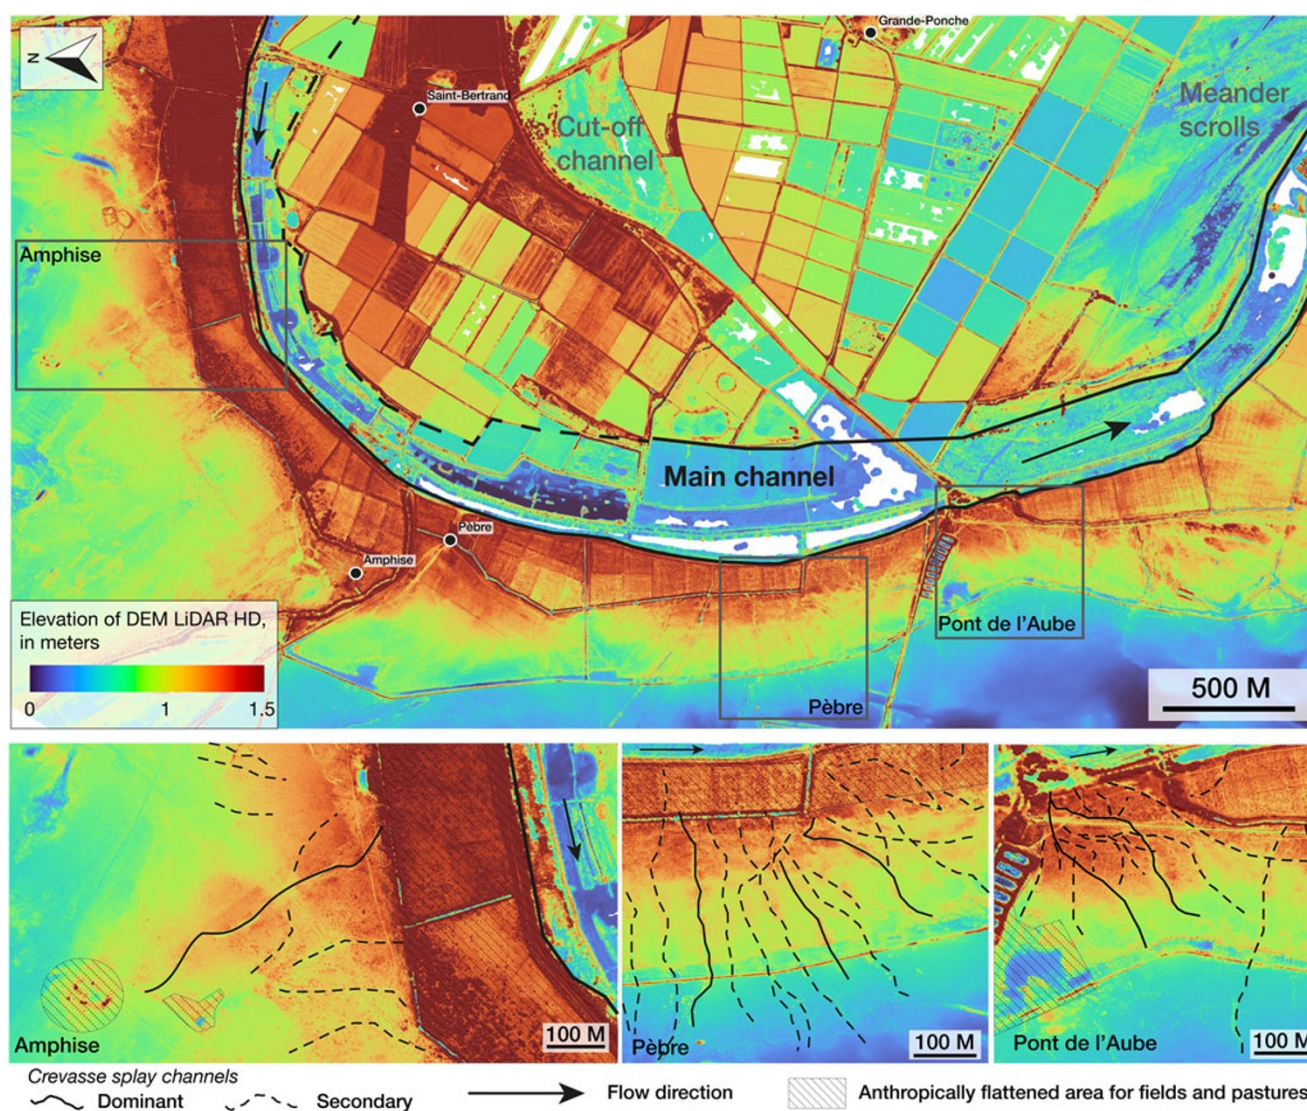 Grande-Ponche
N
Saint-Bertrand
Cut-off
channel
Meander
scrolls
Amphise
Main channel
Pèbre
Amphise
Elevation of DEM LiDAR HD,
in meters
0 1 1.5
Pont de l'Aube
Pèbre
500 M
Amphise
100 M
Pèbre
100 M
Pont de l'Aube
100 M
Crevasse splay channels
Dominant
Secondary
Flow direction
Anthropically flattened area for fields and pastures